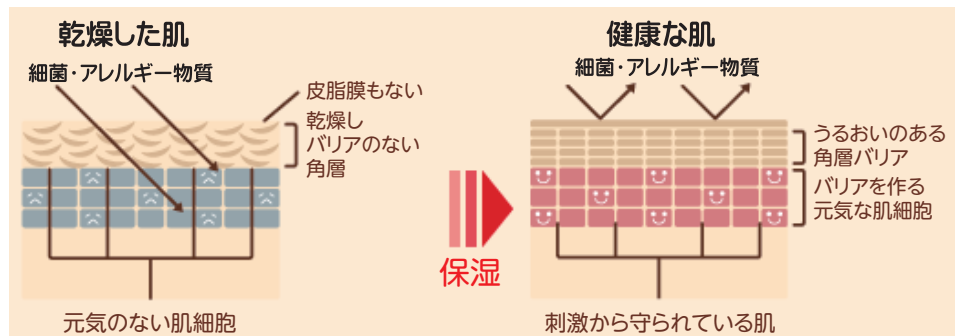 乾燥した肌
細菌・アレルギー物質
皮脂膜もない
乾燥し
バリアのない
角層
元気のない肌細胞
保湿
健康な肌
細菌・アレルギー物質
うるおいのある
角層バリア
バリアを作る
元気な肌細胞
刺激から守られている肌